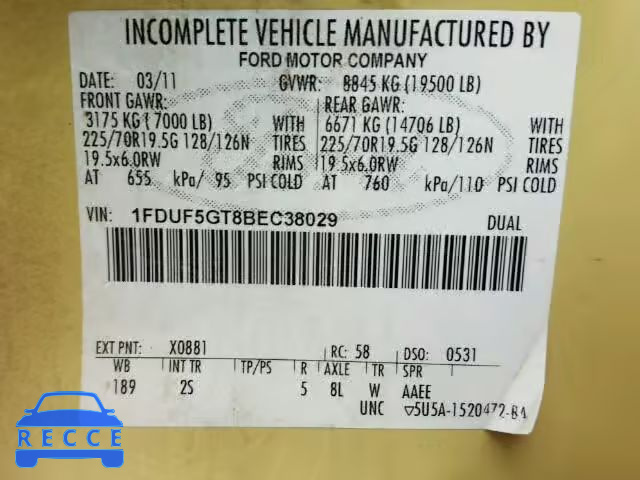 INCOMPLETE VEHICLE MANUFACTURED BY
FORD MOTOR COMPANY
DATE: 03/11 GVWR: 8845 KG (19500 LB)
FRONT GAWR: REAR GAWR:
3175 KG (7000 LB) WITH 6671 KG (14706 LB) WITH
225/70R19.5G 128/126N TIRES 225/70R19.5G 128/126N TIRES
19.5x6.0RW RIMS 19.5x6.0RW RIMS
AT 655 kPa/ 95 PSI COLD AT 760 kPa/110 PSI COLD
VIN: 1FDUF5GT8BEC38029 DUAL
EXT PNT: X0881 RC: 58 DSO: 0531
WB INT TR TP/PS R AXLE TR SPR
189 2S 5 8L W AAEE
UNC ▽5U5A-1520472-BA
RECCE